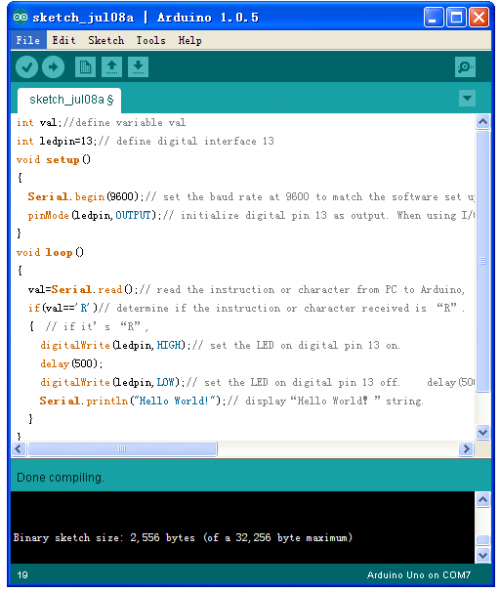 sketch_jul08a | Arduino 1.0.5
File Edit Sketch Tools Help
sketch_jul08a §
int val;//define variable val
int ledpin=13;// define digital interface 13
void setup()
{
Serial.begin(9600);// set the baud rate at 9600 to match the software set
pinMode(ledpin,OUTPUT);// initialize digital pin 13 as output. When using
}
void loop()
{
val=Serial.read();// read the instruction or character from PC to Arduino,
if(val=='R')// determine if the instruction or character received is “R”.
{ // if it’s “R”,
digitalWrite(ledpin,HIGH);// set the LED on digital pin 13 on.
delay(500);
digitalWrite(ledpin,LOW);// set the LED on digital pin 13 off. delay(50
Serial.println("Hello World!");// display“Hello World! ” string.
}
}
Done compiling.
Binary sketch size: 2,556 bytes (of a 32,256 byte maximum)
19 Arduino Uno on COM7